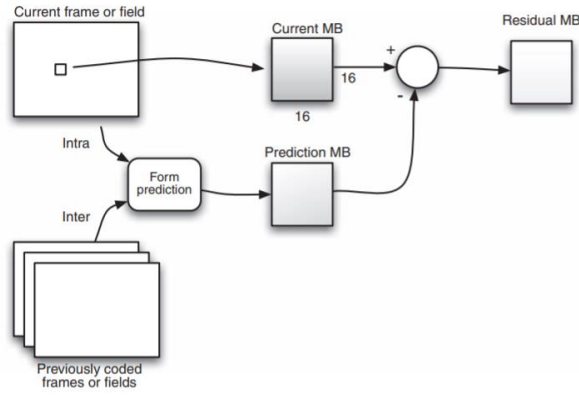 Current frame or field
Current MB
Residual MB
+
16
-
16
Intra
Prediction MB
Form
prediction
Inter
Previously coded
frames or fields